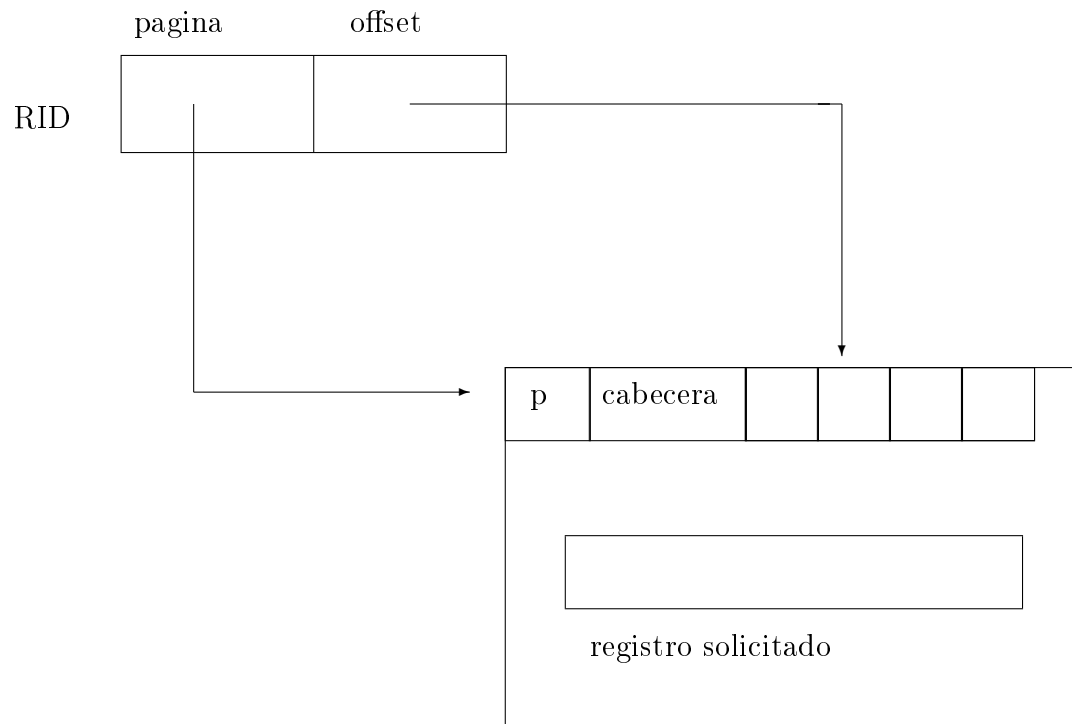 pagina offset
RID
p cabecera
registro solicitado